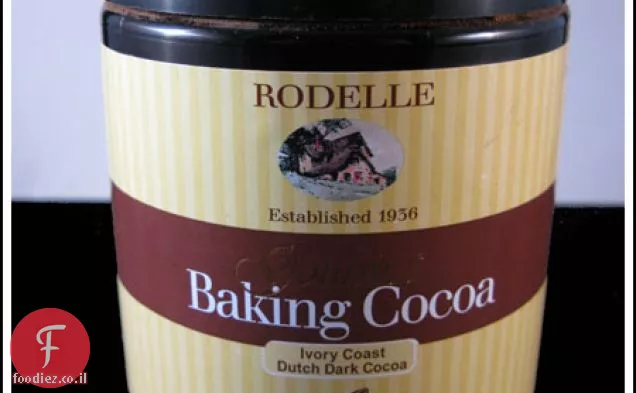 RODELLE
Established 1936
Baking Cocoa
Ivory Coast
Dutch Dark Cocoa
foodiez.co.il